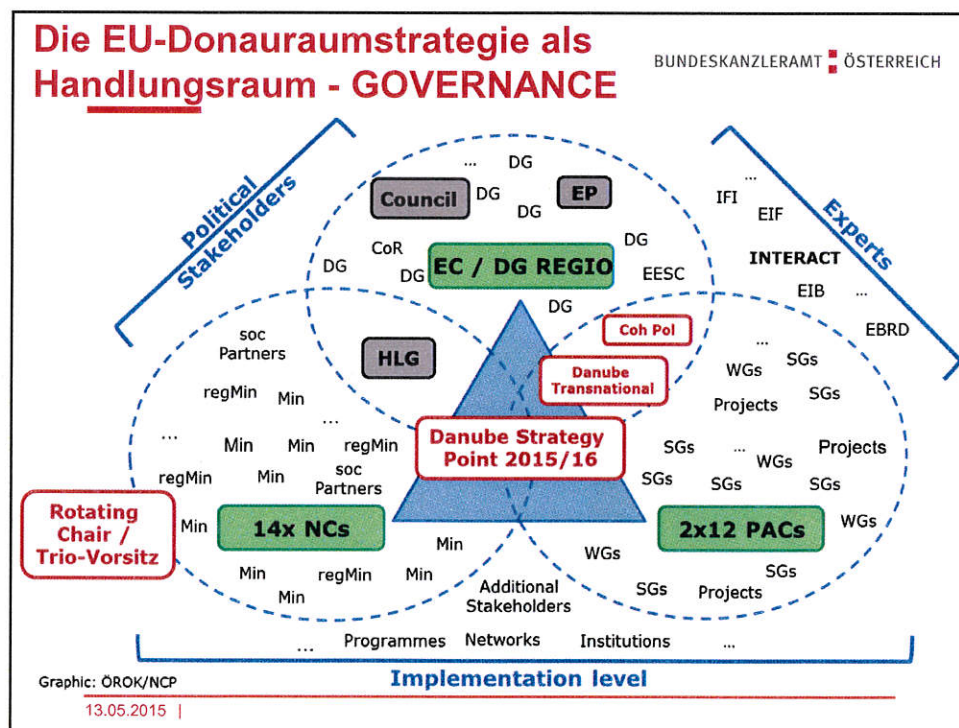 Die EU-Donauraumstrategie als
Handlungsraum - GOVERNANCE
BUNDESKANZLERAMT ÖSTERREICH
Political
Stakeholders
Experts
... DG
Council
DG
EP
DG
CoR
DG
DG
DG
EC / DG REGIO
EESC
DG
...
IFI
EIF
INTERACT
EIB
...
EBRD
Coh Pol
HLG
Danube
Transnational
soc
Partners
regMin
Min
...
...
Min
Min
regMin
regMin
Min
soc
Partners
Danube Strategy
Point 2015/16
...
WGs
SGs
SGs
Projects
SGs
...
Projects
WGs
SGs
SGs
SGs
Rotating
Chair /
Trio-Vorsitz
Min
14x NCs
2x12 PACs
WGs
Min
Min
regMin
Min
Min
WGs
SGs
SGs
Projects
Additional
Stakeholders
... Programmes Networks Institutions ...
Implementation level
Graphic: ÖROK/NCP
13.05.2015 |